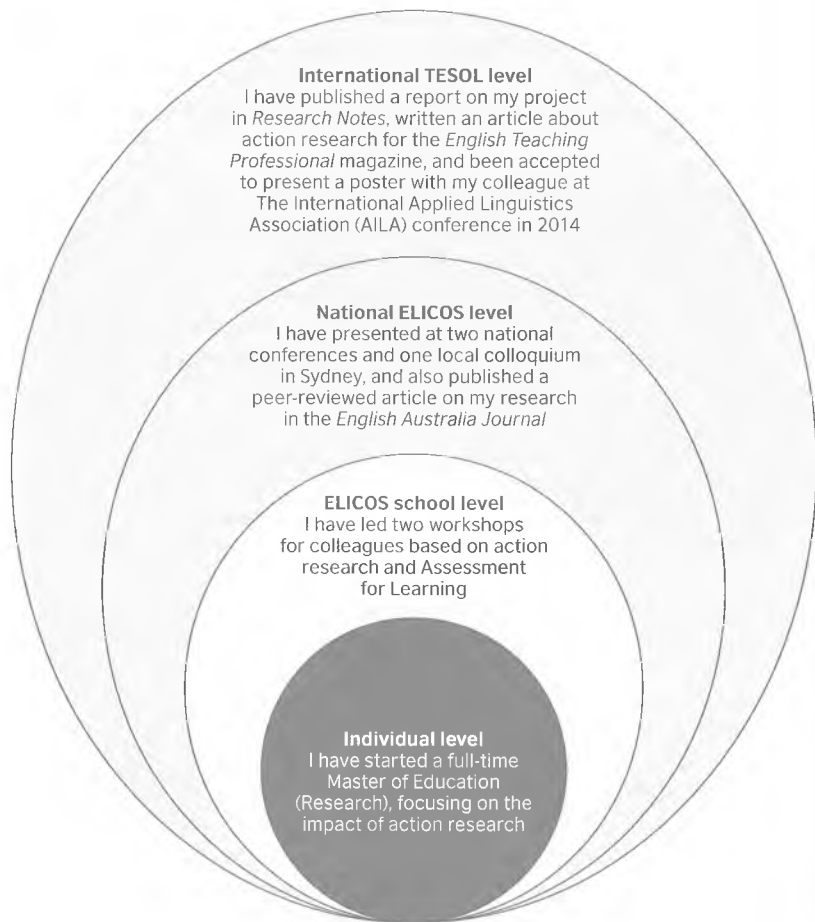 International TESOL level
I have published a report on my project
in Research Notes, written an article about
action research for the English Teaching
Professional magazine, and been accepted
to present a poster with my colleague at
The International Applied Linguistics
Association (AILA) conference in 2014
National ELICOS level
I have presented at two national
conferences and one local colloquium
in Sydney, and also published a
peer-reviewed article on my research
in the English Australia Journal
ELICOS school level
I have led two workshops
for colleagues based on action
research and Assessment
for Learning
Individual level
I have started a full-time
Master of Education
(Research), focusing on the
impact of action research